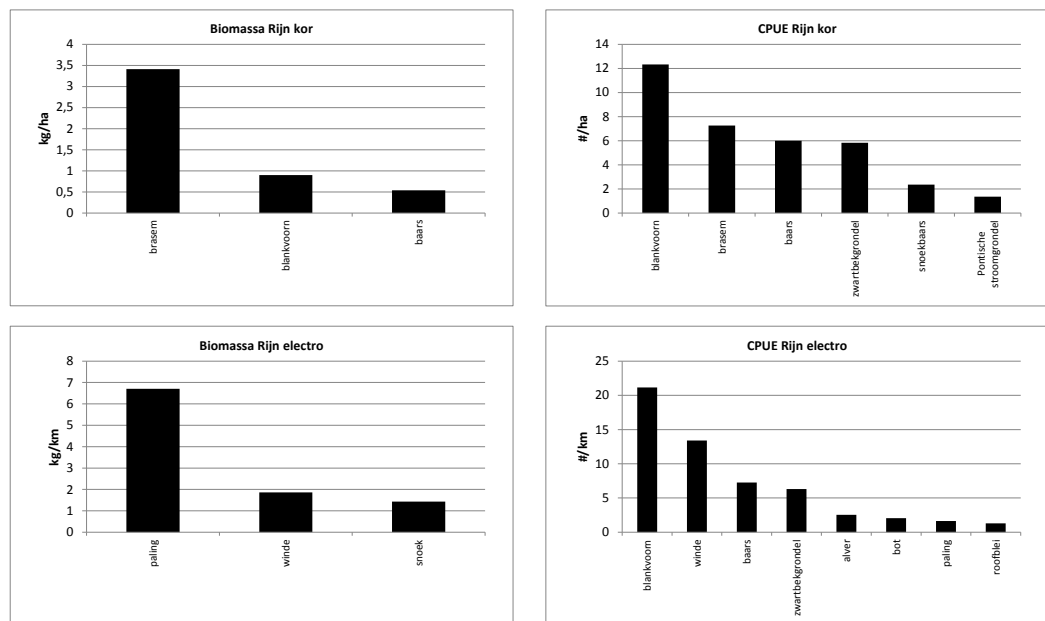 Biomassa Rijn kor
kg/ha
4
3,5
3
2,5
2
1,5
1
0,5
0
brasem
blankvoorn
baars
CPUE Rijn kor
#/ha
14
12
10
8
6
4
2
0
blankvoorn
brasem
baars
zwartbekgrondel
snoekbaars
Pontische
stroomgrondel
Biomassa Rijn electro
kg/km
8
7
6
5
4
3
2
1
0
paling
winde
snoek
CPUE Rijn electro
#/km
25
20
15
10
5
0
blankvoorn
winde
baars
zwartbekgrondel
alver
bot
paling
roofblei